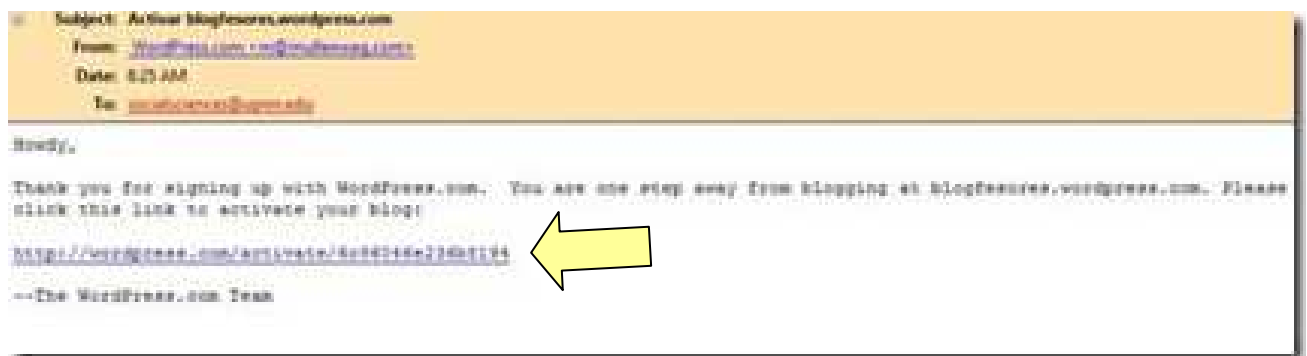 Subject: Activar blogfesores.wordpress.com
From: WordPress.com
Date: 8:25 AM
To:
Howdy,
Thank you for signing up with WordPress.com. You are one step away from blogging at blogfesores.wordpress.com. Please
click this link to activate your blog:
--The WordPress.com Team